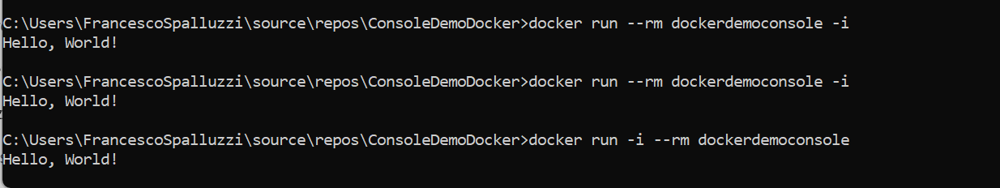 C:\Users\FrancescoSpalluzzi\source\repos\ConsoleDemoDocker>docker run --rm dockerdemoconsole -i
Hello, World!
C:\Users\FrancescoSpalluzzi\source\repos\ConsoleDemoDocker>docker run --rm dockerdemoconsole -i
Hello, World!
C:\Users\FrancescoSpalluzzi\source\repos\ConsoleDemoDocker>docker run -i --rm dockerdemoconsole
Hello, World!